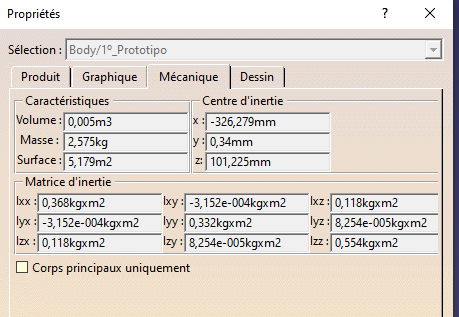 Propriétés ?
Sélection : Body/1º_Prototipo
Produit Graphique Mécanique Dessin
Caractéristiques Centre d'inertie
Volume : 0,005m3 x : -326,279mm
Masse : 2,575kg y : 0,34mm
Surface : 5,179m2 z: 101,225mm
Matrice d'inertie
Ixx : 0,368kgxm2 Ixy : -3,152e-004kgxm2 Ixz : 0,118kgxm2
Iyx : -3,152e-004kgxm2 Iyy : 0,332kgxm2 Iyz : 8,254e-005kgxm2
Izx : 0,118kgxm2 Izy : 8,254e-005kgxm2 Izz : 0,554kgxm2
Corps principaux uniquement